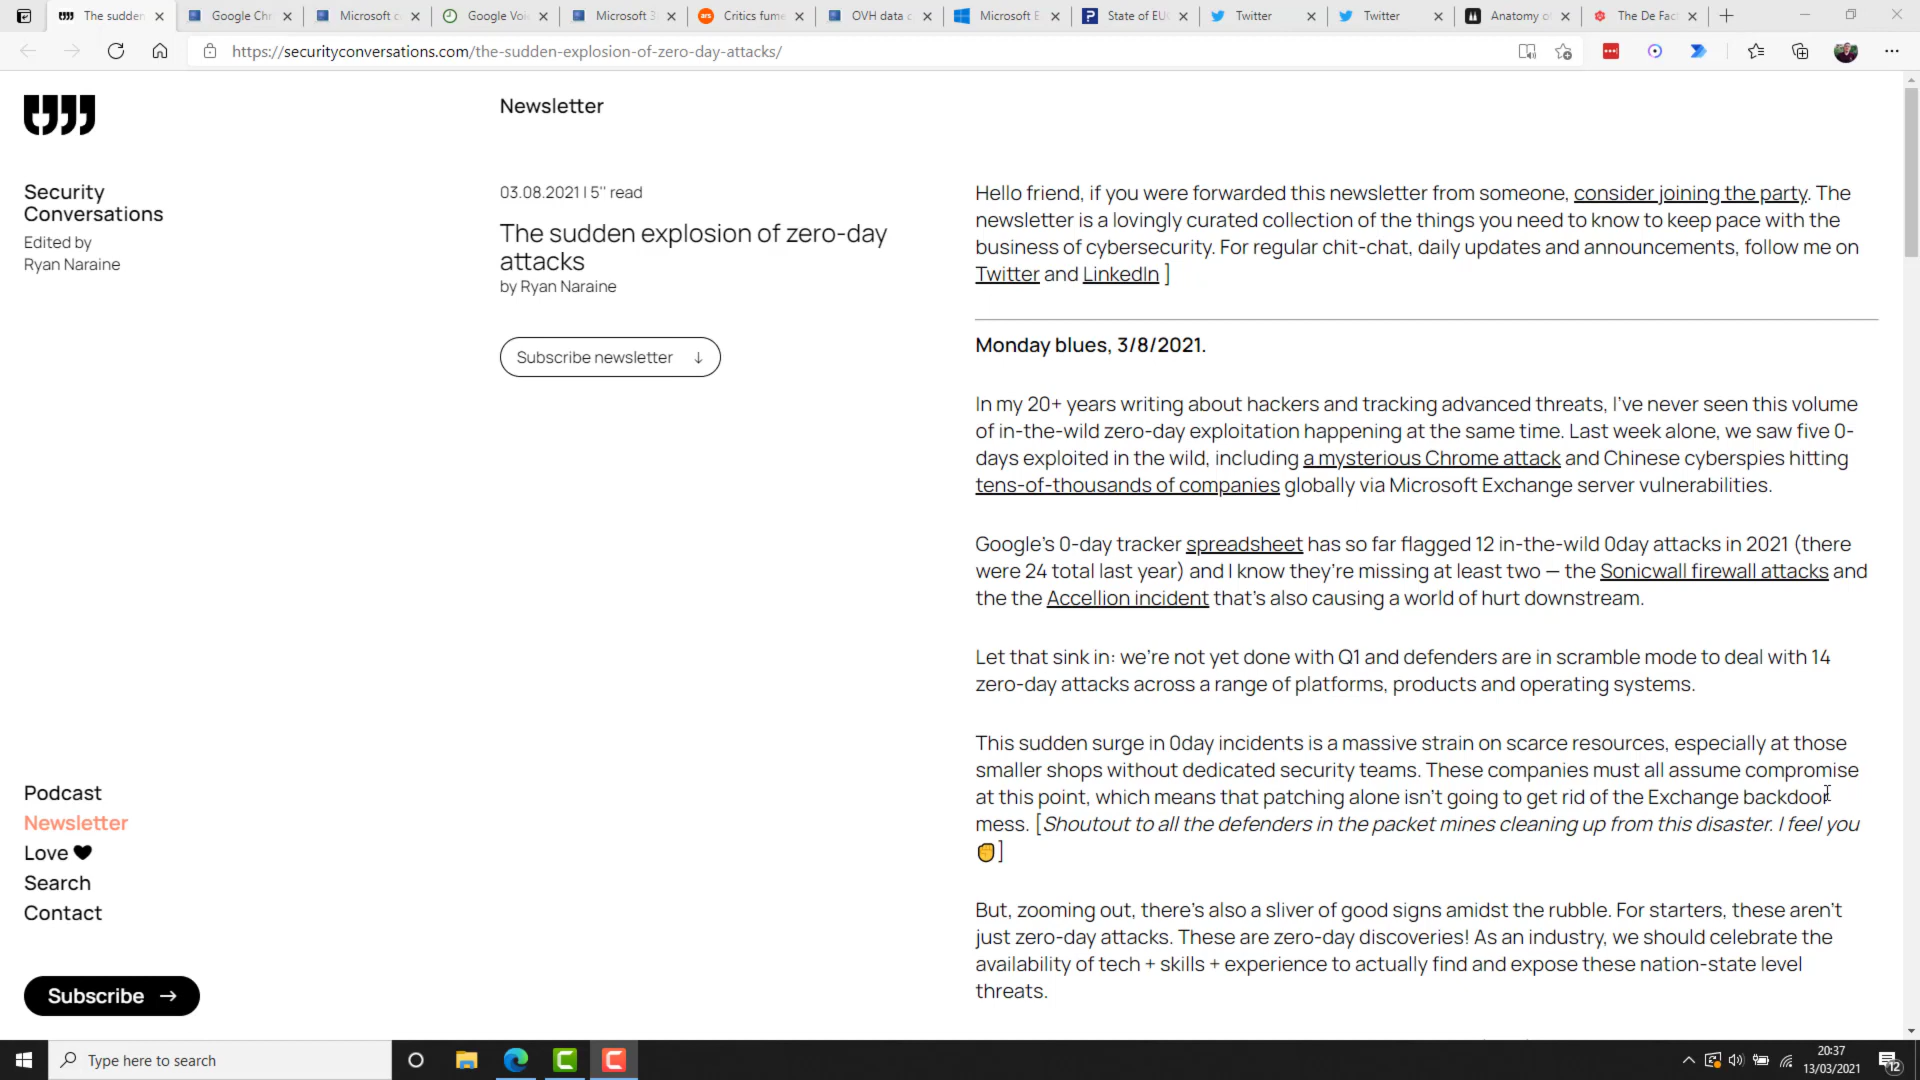 The sudden
Google Chr
Microsoft c
Google Voi
Microsoft 3
Critics fume
OVH data c
Microsoft E
State of EU
Twitter
Twitter
Anatomy o
The De Fac
https://securityconversations.com/the-sudden-explosion-of-zero-day-attacks/
Newsletter
Security
Conversations
Edited by
Ryan Naraine
03.08.2021 | 5'' read
The sudden explosion of zero-day
attacks
by Ryan Naraine
Subscribe newsletter ↓
Hello friend, if you were forwarded this newsletter from someone, consider joining the party. The
newsletter is a lovingly curated collection of the things you need to know to keep pace with the
business of cybersecurity. For regular chit-chat, daily updates and announcements, follow me on
Twitter and LinkedIn ]
Monday blues, 3/8/2021.
In my 20+ years writing about hackers and tracking advanced threats, I've never seen this volume
of in-the-wild zero-day exploitation happening at the same time. Last week alone, we saw five 0-
days exploited in the wild, including a mysterious Chrome attack and Chinese cyberspies hitting
tens-of-thousands of companies globally via Microsoft Exchange server vulnerabilities.
Google's 0-day tracker spreadsheet has so far flagged 12 in-the-wild 0day attacks in 2021 (there
were 24 total last year) and I know they're missing at least two — the Sonicwall firewall attacks and
the the Accellion incident that's also causing a world of hurt downstream.
Let that sink in: we're not yet done with Q1 and defenders are in scramble mode to deal with 14
zero-day attacks across a range of platforms, products and operating systems.
This sudden surge in 0day incidents is a massive strain on scarce resources, especially at those
smaller shops without dedicated security teams. These companies must all assume compromise
at this point, which means that patching alone isn't going to get rid of the Exchange backdoor
mess. [Shoutout to all the defenders in the packet mines cleaning up from this disaster. I feel you
✊]
But, zooming out, there's also a sliver of good signs amidst the rubble. For starters, these aren't
just zero-day attacks. These are zero-day discoveries! As an industry, we should celebrate the
availability of tech + skills + experience to actually find and expose these nation-state level
threats.
Podcast
Newsletter
Love ♥
Search
Contact
Subscribe →
Type here to search
20:37
13/03/2021
12